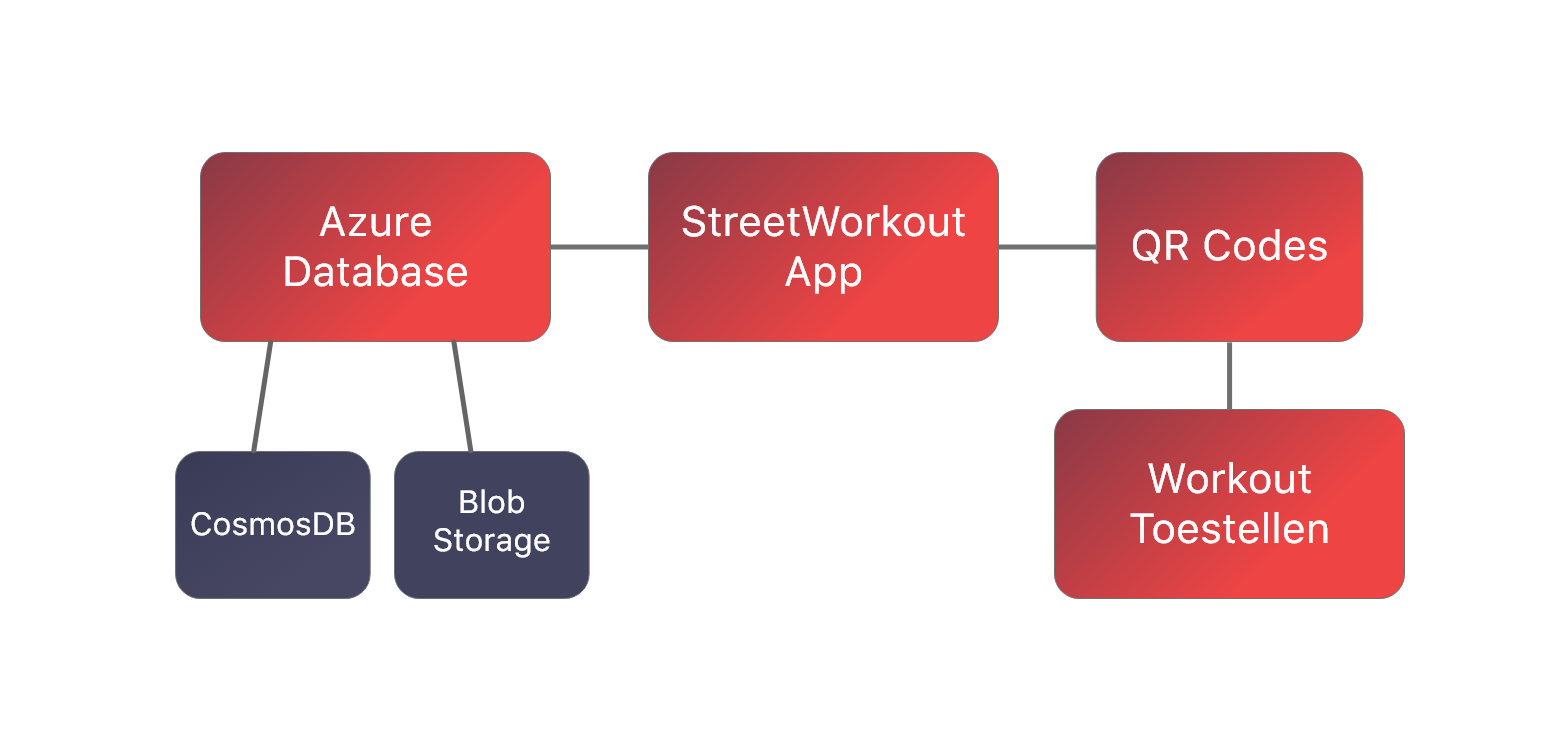 Azure
Database
StreetWorkout
App
QR Codes
CosmosDB
Blob
Storage
Workout
Toestellen